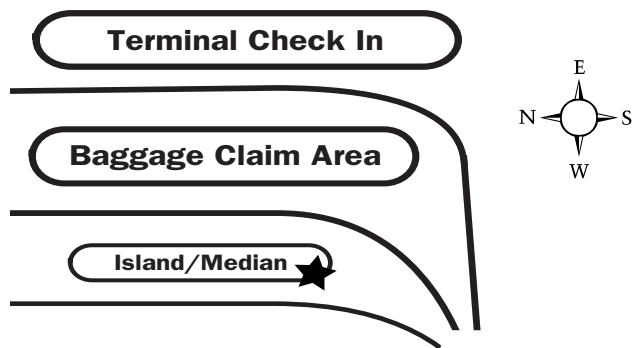 Terminal Check In
E
N
S
Baggage Claim Area
W
Island/Median